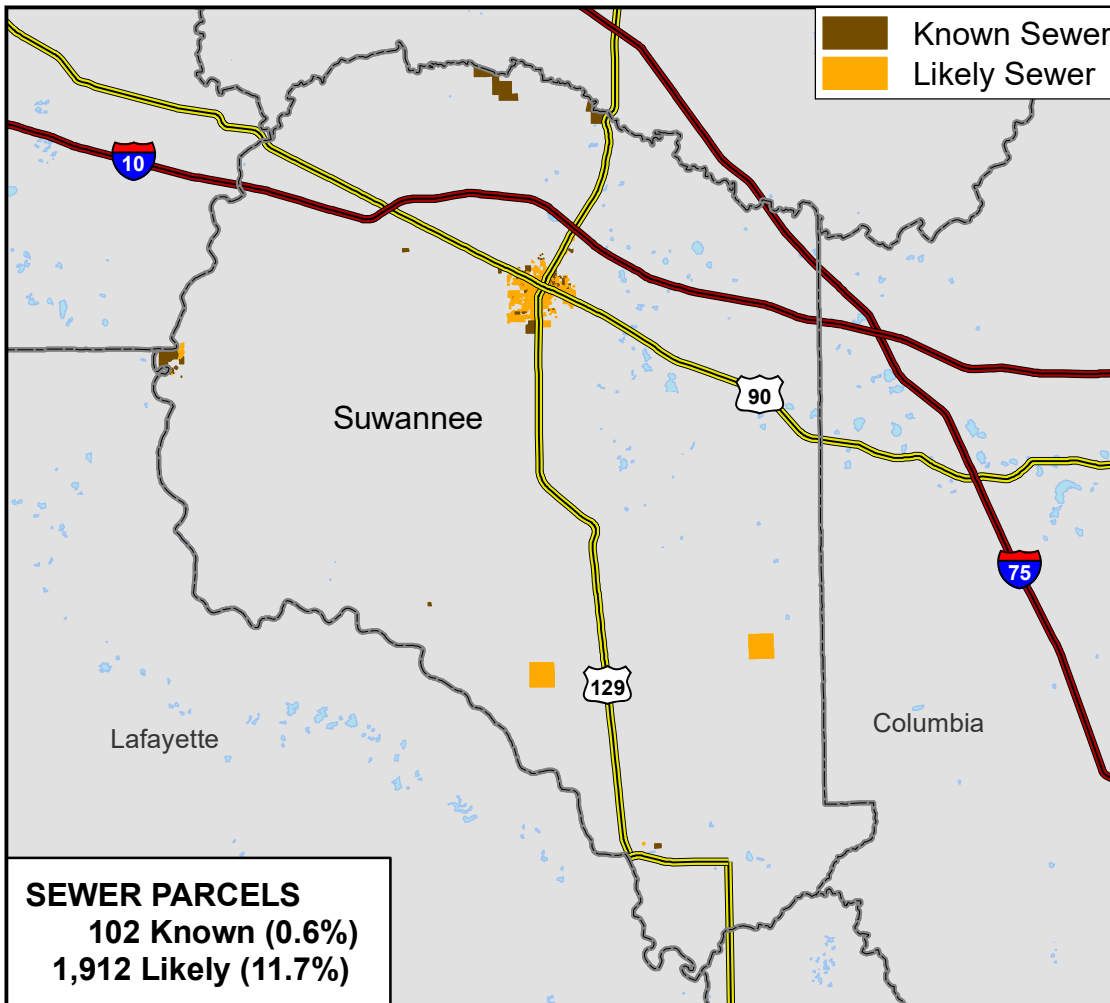 Known Sewer
Likely Sewer
10
90
Suwannee
75
129
Lafayette
Columbia
SEWER PARCELS
102 Known (0.6%)
1,912 Likely (11.7%)